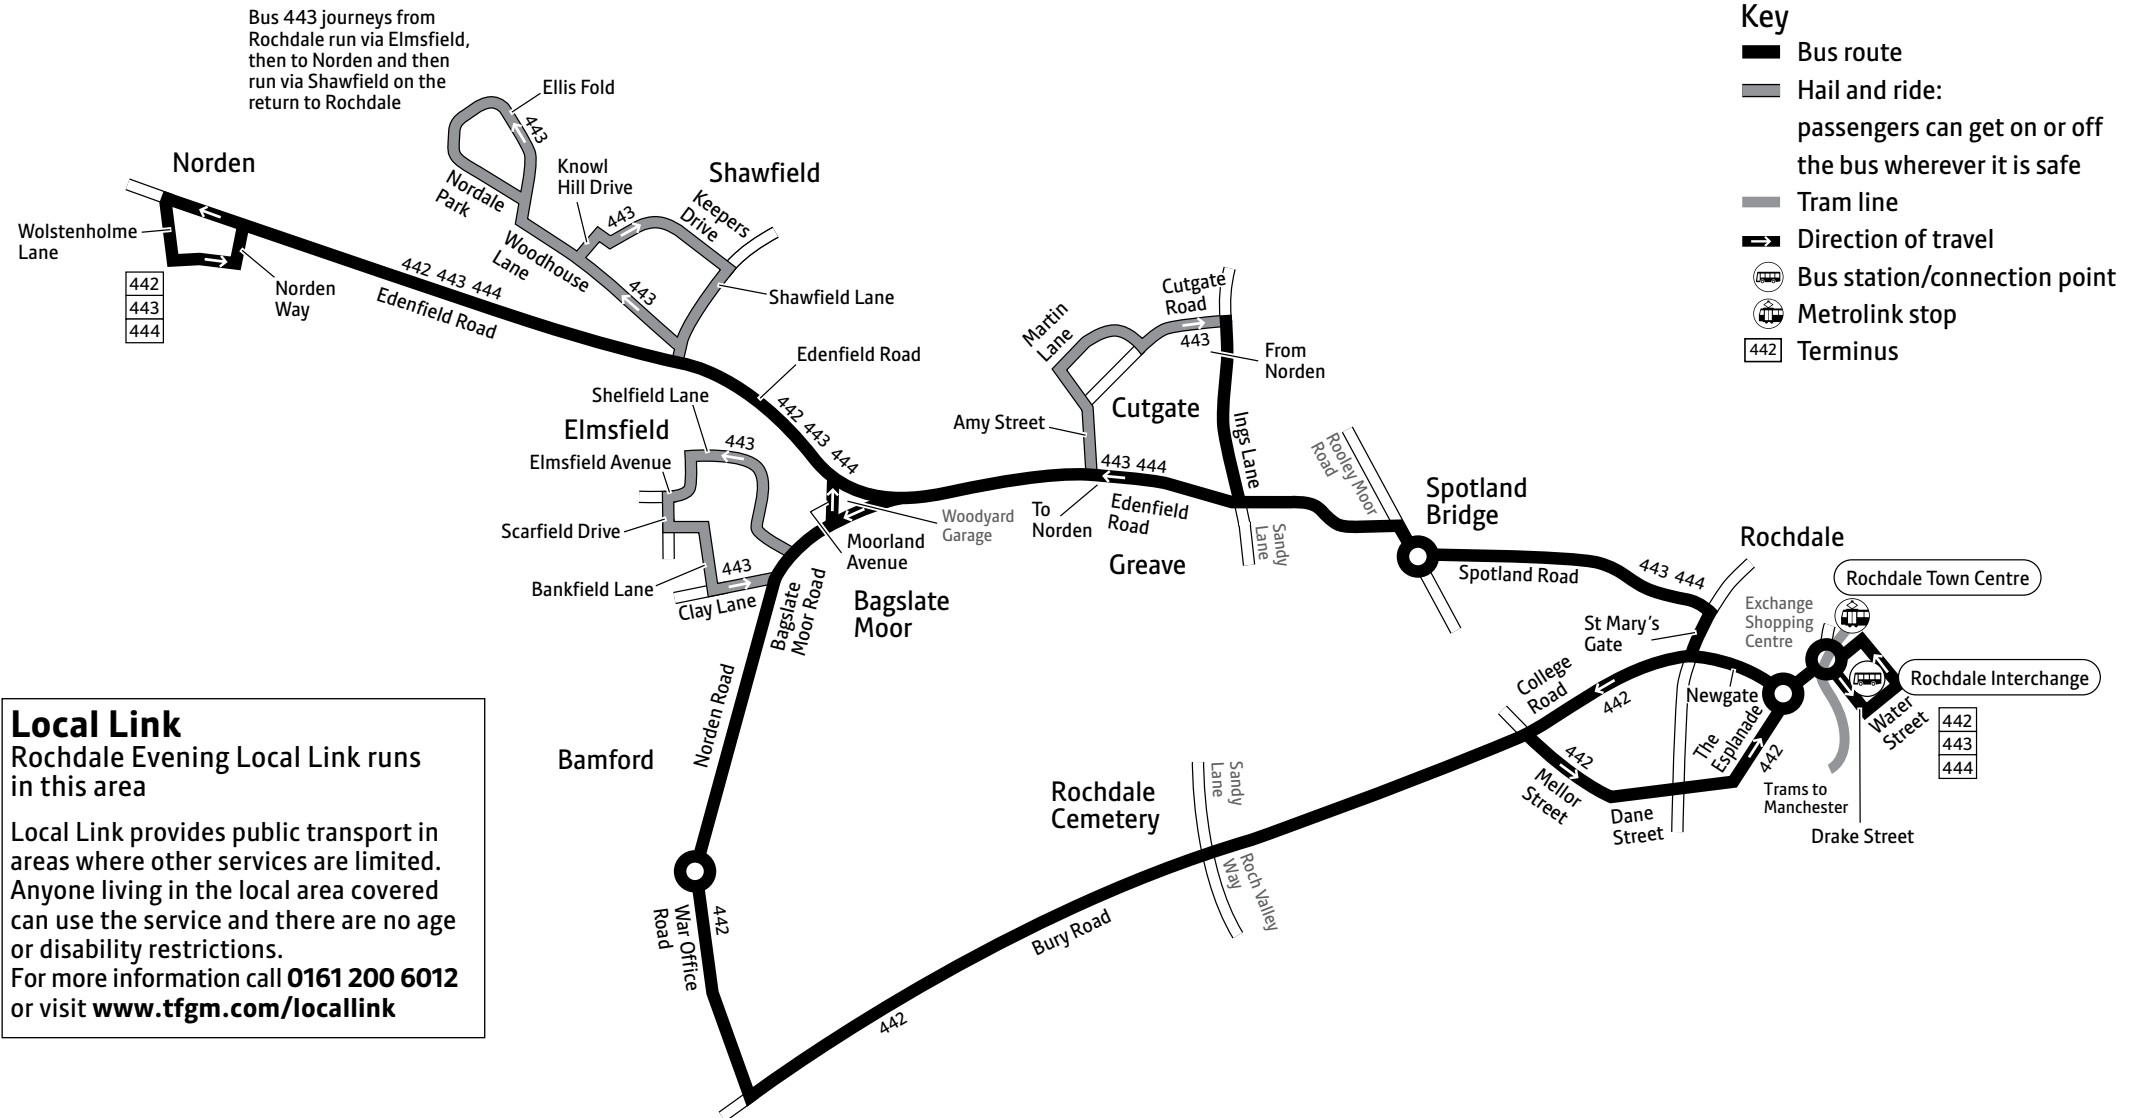 Bus 443 journeys from
Rochdale run via Elmsfield,
then to Norden and then
run via Shawfield on the
return to Rochdale
Key
Bus route
Hail and ride:
passengers can get on or off
the bus wherever it is safe
Tram line
Direction of travel
Bus station/connection point
Metrolink stop
442 Terminus
Norden
Wolstenholme
Lane
442
443
444
Norden
Way
442 443 444
Edenfield Road
Ellis Fold
443
Nordale
Park
Knowl
Hill Drive
443
Shawfield
Keepers
Drive
Woodhouse
Lane
443
Shawfield Lane
Edenfield Road
442 443 444
Shelfield Lane
Elmsfield
443
Elmsfield Avenue
Scarfield Drive
Bankfield Lane
443
Clay Lane
Bagslate
Moor Road
Moorland
Avenue
Woodyard
Garage
Bagslate
Moor
Martin
Lane
Cutgate
Road
443
From
Norden
Cutgate
Amy Street
443 444
To
Norden
Edenfield
Road
Ings Lane
Greave
Sandy
Lane
Rooley Moor
Road
Spotland
Bridge
Spotland Road
443 444
Rochdale
Rochdale Town Centre
Exchange
Shopping
Centre
St Mary's
Gate
College
Road
442
Newgate
Rochdale Interchange
Water
Street
442
443
444
The
Esplanade
442
Trams to
Manchester
Drake Street
442
Mellor
Street
Dane
Street
Norden Road
Bamford
442
War Office
Road
Rochdale
Cemetery
Sandy
Lane
Roch Valley
Way
Bury Road
442
Local Link
Rochdale Evening Local Link runs
in this area
Local Link provides public transport in
areas where other services are limited.
Anyone living in the local area covered
can use the service and there are no age
or disability restrictions.
For more information call 0161 200 6012
or visit www.tfgm.com/locallink